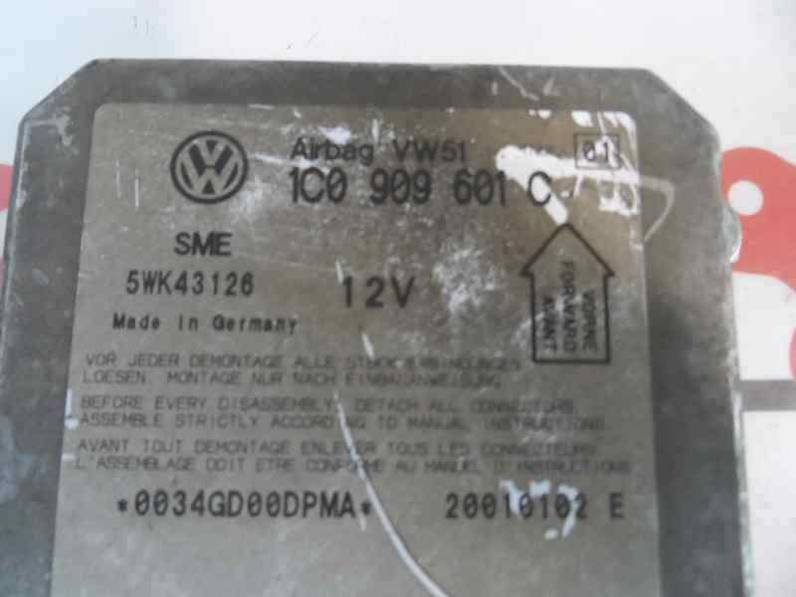 Airbag VW51 01
1C0 909 601 C
SME
5WK43126 12V
Made in Germany
VORNE
FORWARD
AVANT
VOR JEDER DEMONTAGE ALLE STECKVERBINDUNGEN
LOESEN. MONTAGE NUR NACH EINBAUANWEISUNG
BEFORE EVERY DISASSEMBLY, DETACH ALL CONNECTORS.
ASSEMBLE STRICTLY ACCORDING TO MANUAL INSTRUCTIONS
AVANT TOUT DEMONTAGE ENLEVER TOUS LES CONNECTEURS
L'ASSEMBLAGE DOIT ETRE CONFORME AU MANUEL D'INSTRUCTIONS
*0034GD00DPMA* 20010102 E